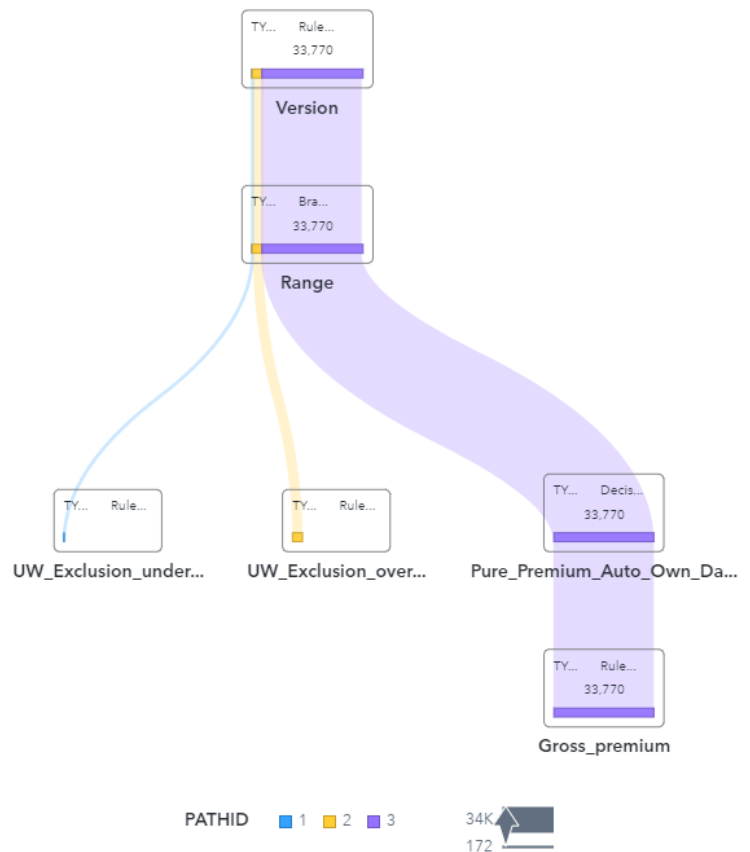 TY... Rule...
33,770
Version
TY... Bra...
33,770
Range
TY... Rule...
UW_Exclusion_under...
TY... Rule...
UW_Exclusion_over...
TY... Decis...
33,770
Pure_Premium_Auto_Own_Da...
TY... Rule...
33,770
Gross_premium
PATHID 1 2 3
34K
172